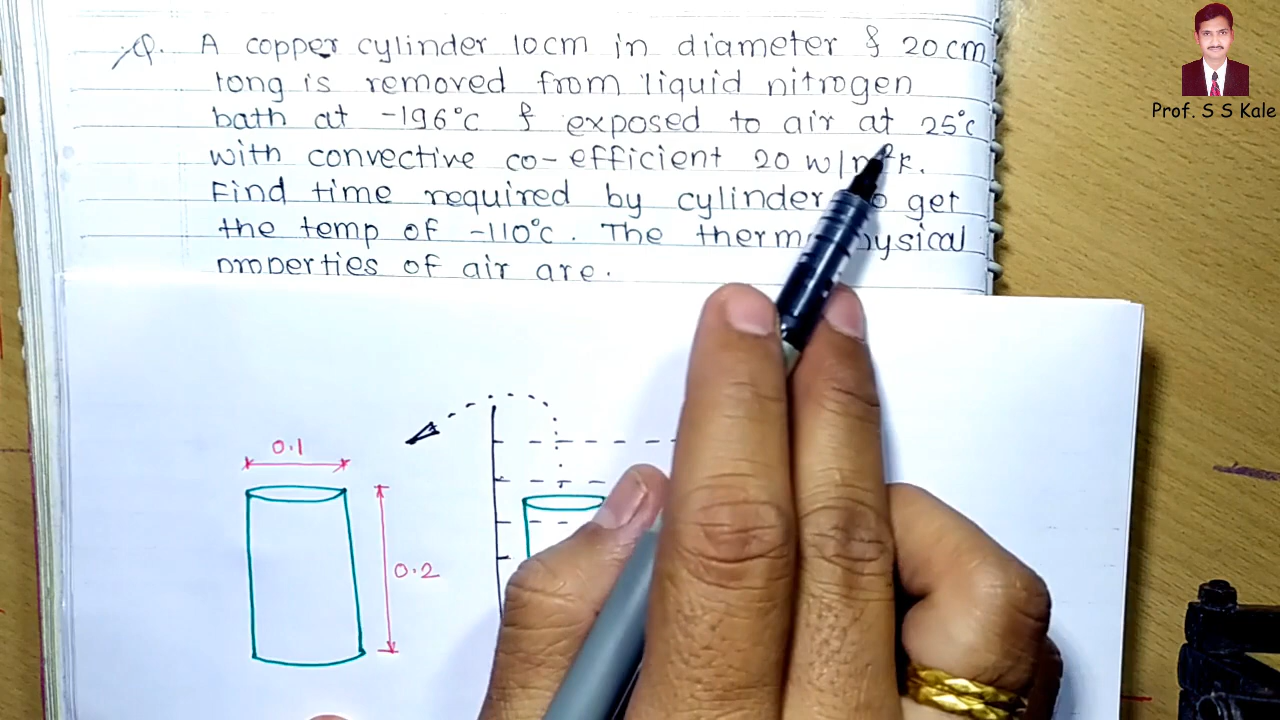 Q. A copper cylinder 10cm in diameter & 20cm
long is removed from liquid nitrogen
bath at -196°c & exposed to air at 25°c
with convective co-efficient 20 w/m²k.
Find time required by cylinder to get
the temp of -110°c. The thermophysical
properties of air are.
Prof. S S Kale
0.1
0.2